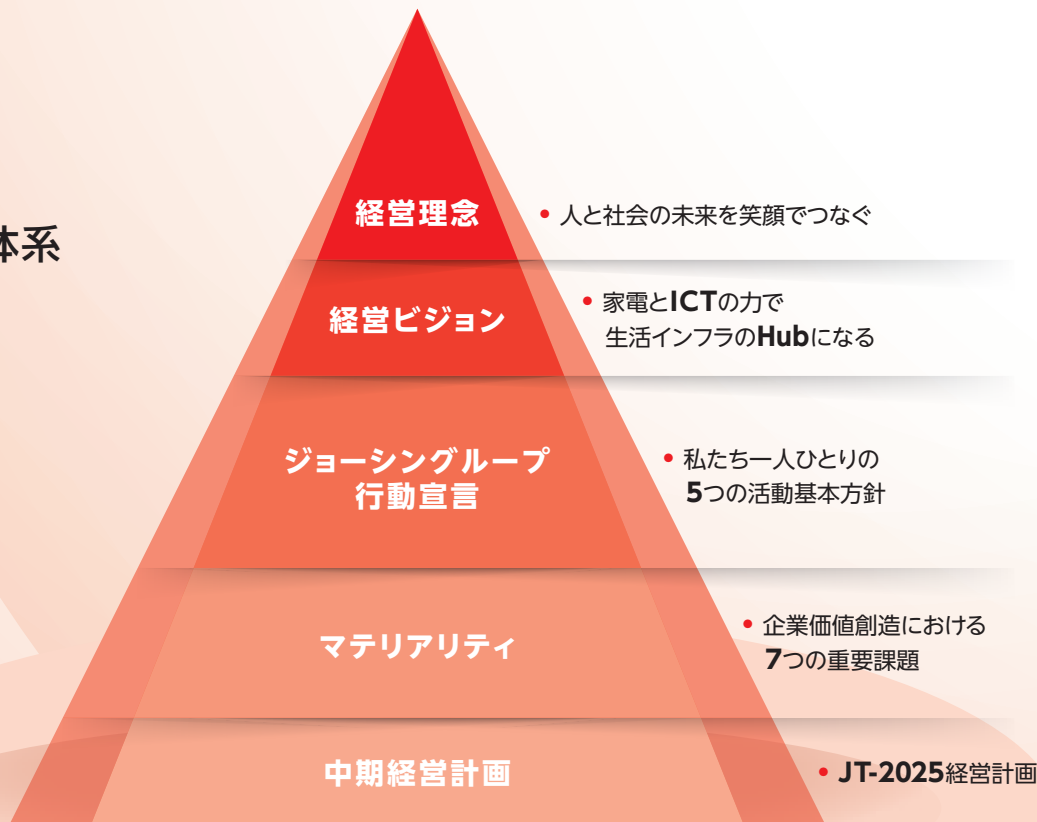 体系
経営理念
• 人と社会の未来を笑顔でつなぐ
経営ビジョン
• 家電とICTの力で
生活インフラのHubになる
ジョーシングループ
行動宣言
• 私たち一人ひとりの
5つの活動基本方針
マテリアリティ
• 企業価値創造における
7つの重要課題
中期経営計画
• JT-2025経営計画